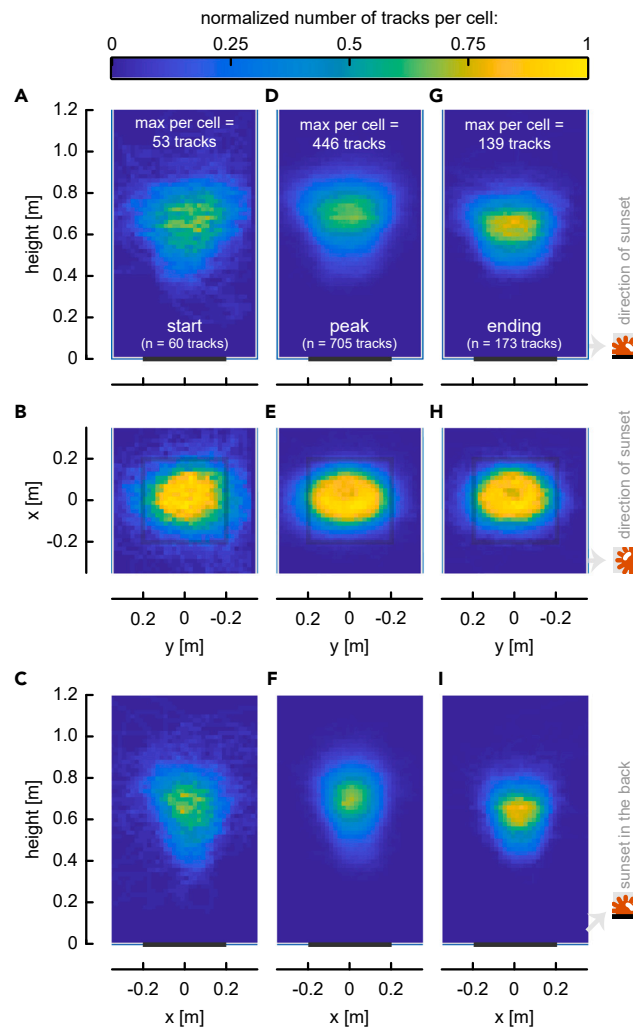 normalized number of tracks per cell:
0 0.25 0.5 0.75 1
A D G
1.2
1.0
0.8
0.6
0.4
0.2
0
height [m]
max per cell =
53 tracks
max per cell =
446 tracks
max per cell =
139 tracks
start
(n = 60 tracks)
peak
(n = 705 tracks)
ending
(n = 173 tracks)
direction of sunset
B E H
0.2
0
-0.2
x [m]
direction of sunset
0.2 0 -0.2 0.2 0 -0.2 0.2 0 -0.2
y [m] y [m] y [m]
C F I
1.2
1.0
0.8
0.6
0.4
0.2
0
height [m]
sunset in the back
-0.2 0 0.2 -0.2 0 0.2 -0.2 0 0.2
x [m] x [m] x [m]